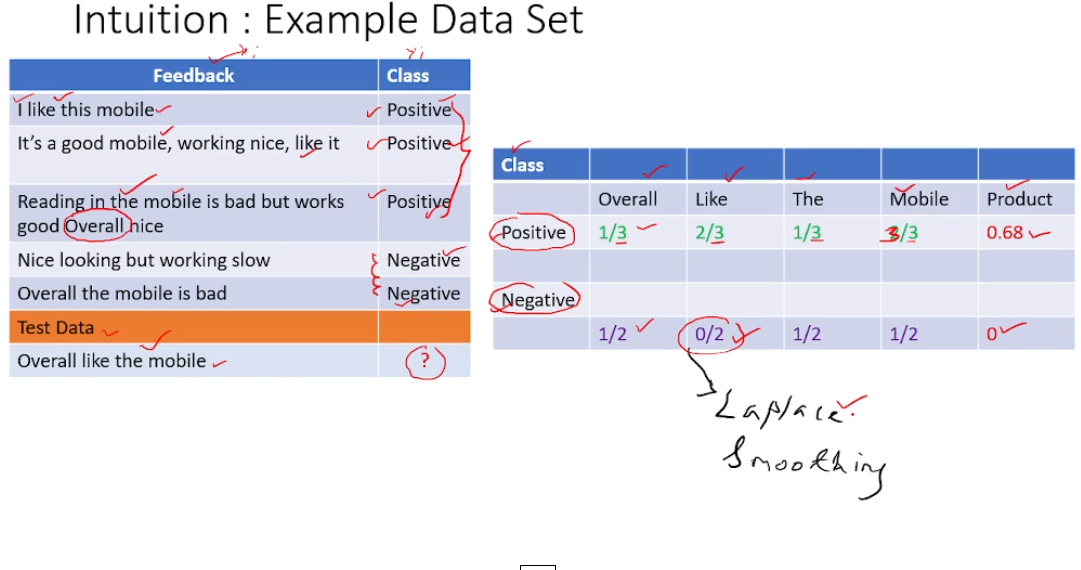 Intuition : Example Data Set
xi yi
Feedback Class
I like this mobile Positive
It's a good mobile, working nice, like it Positive
Reading in the mobile is bad but works Positive
good Overall nice
Nice looking but working slow Negative
Overall the mobile is bad Negative
Test Data
Overall like the mobile ?
Class
Overall Like The Mobile Product
Positive 1/3 2/3 1/3 3/3 0.68
Negative
1/2 0/2 1/2 1/2 0
Laplace
Smoothing